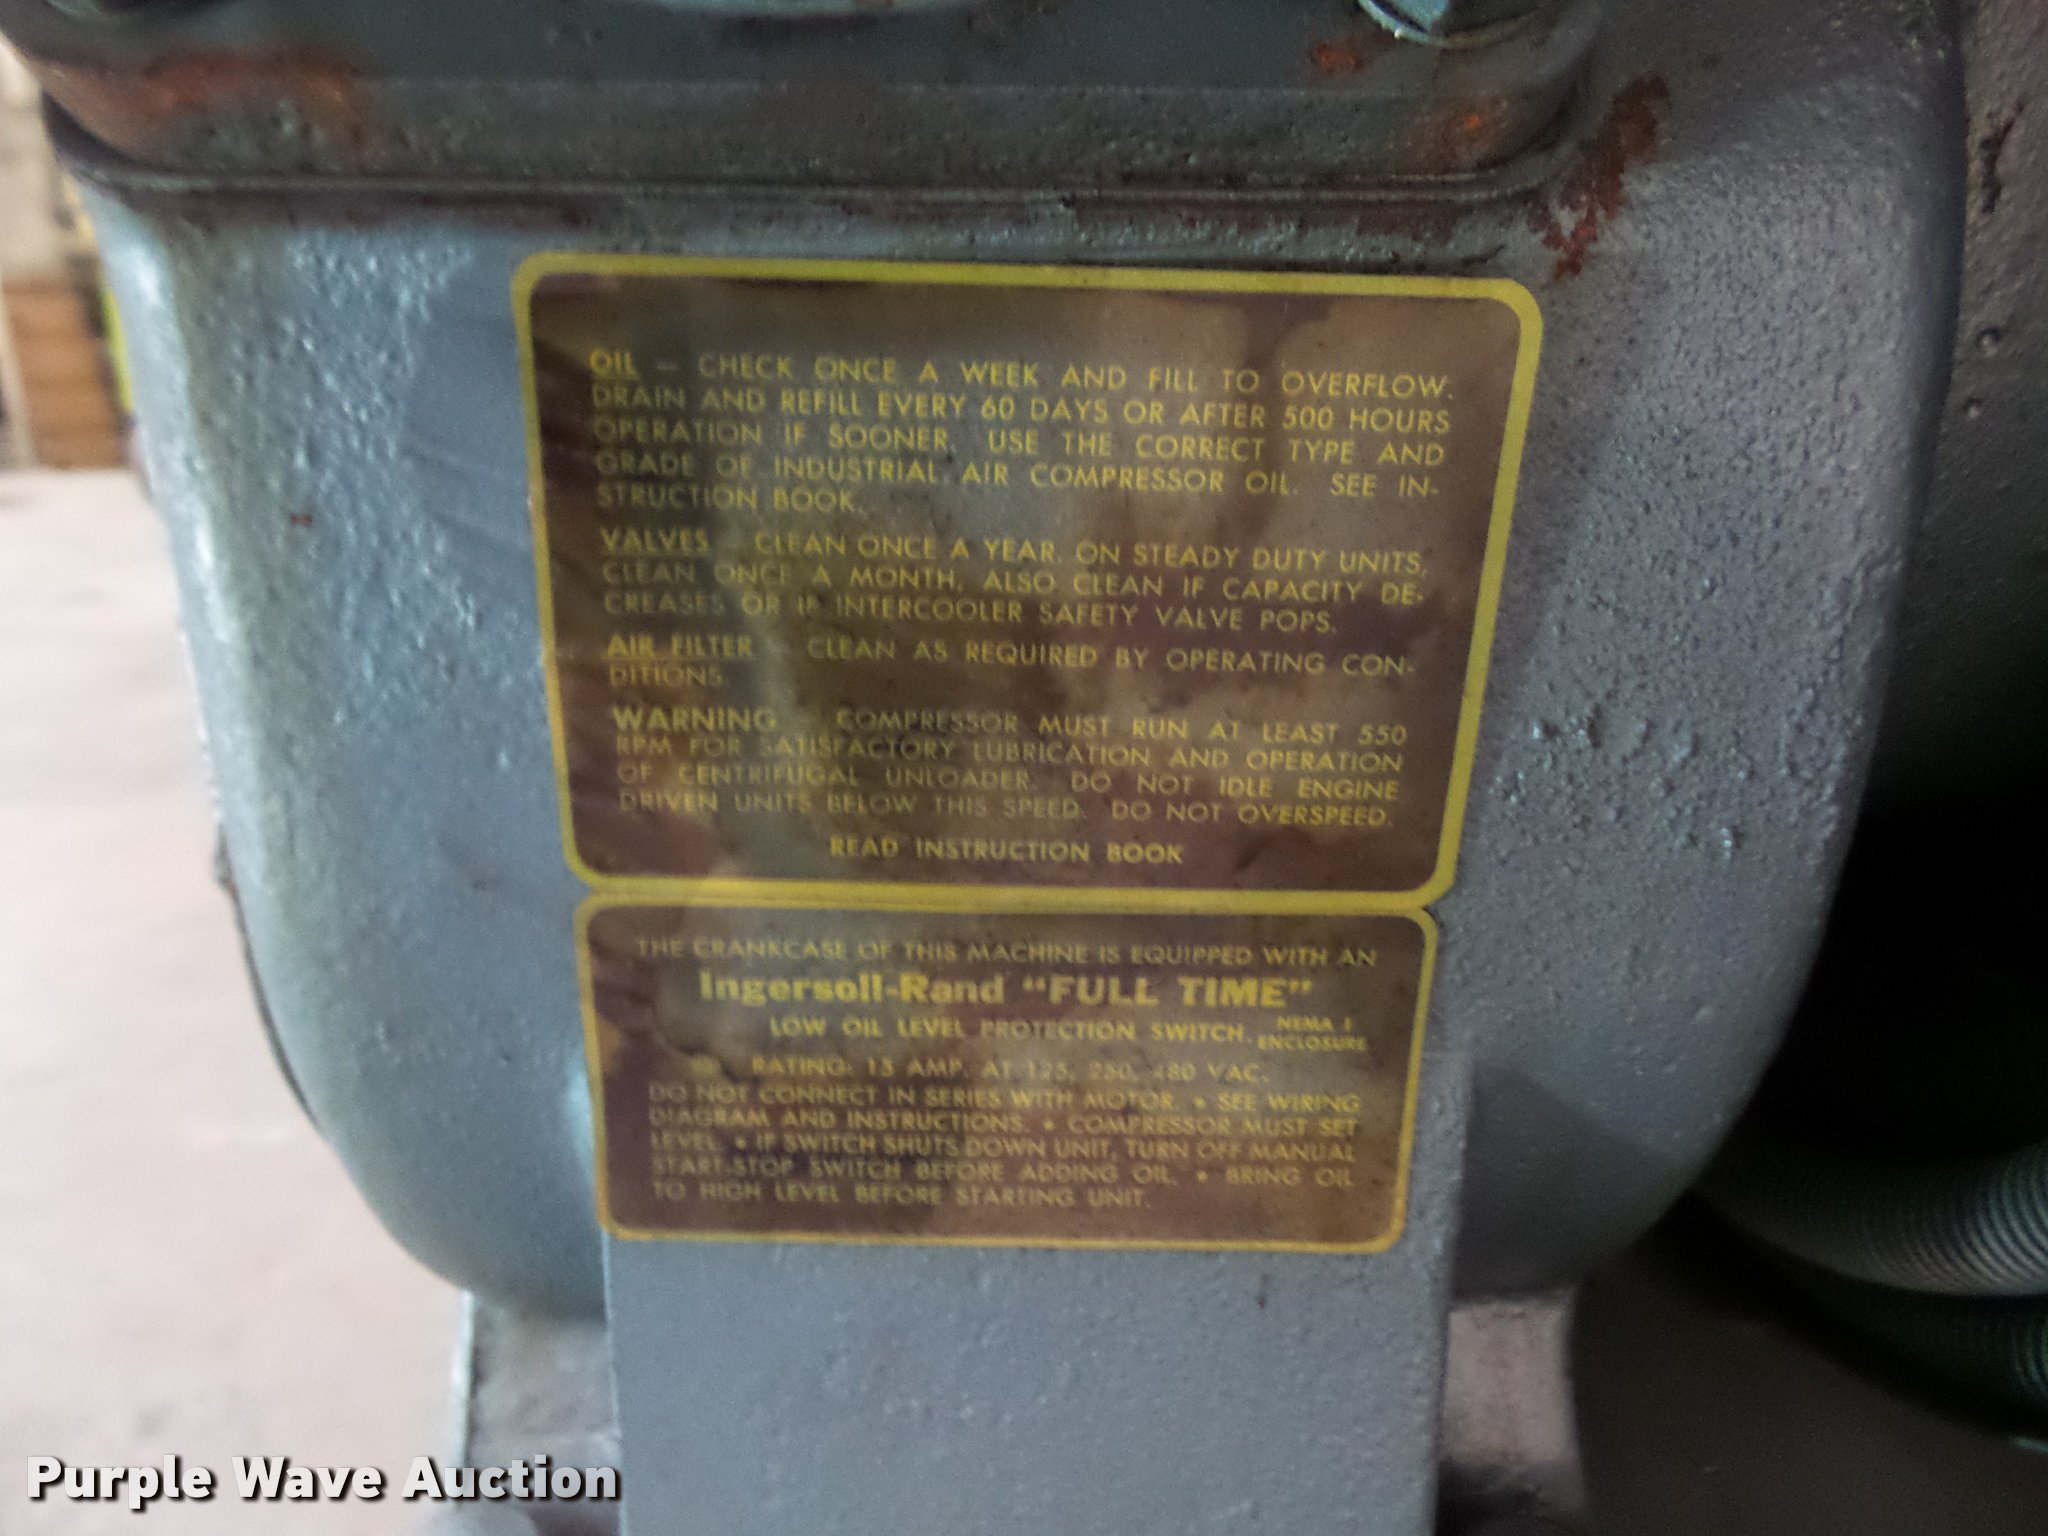 OIL — CHECK ONCE A WEEK AND FILL TO OVERFLOW.
DRAIN AND REFILL EVERY 60 DAYS OR AFTER 500 HOURS
OPERATION IF SOONER. USE THE CORRECT TYPE AND
GRADE OF INDUSTRIAL AIR COMPRESSOR OIL. SEE IN-
STRUCTION BOOK.
VALVES - CLEAN ONCE A YEAR. ON STEADY DUTY UNITS,
CLEAN ONCE A MONTH. ALSO CLEAN IF CAPACITY DE-
CREASES OR IF INTERCOOLER SAFETY VALVE POPS.
AIR FILTER - CLEAN AS REQUIRED BY OPERATING CON-
DITIONS.
WARNING - COMPRESSOR MUST RUN AT LEAST 550
RPM FOR SATISFACTORY LUBRICATION AND OPERATION
OF CENTRIFUGAL UNLOADER. DO NOT IDLE ENGINE
DRIVEN UNITS BELOW THIS SPEED. DO NOT OVERSPEED.
READ INSTRUCTION BOOK
THE CRANKCASE OF THIS MACHINE IS EQUIPPED WITH AN
Ingersoll-Rand "FULL TIME"
LOW OIL LEVEL PROTECTION SWITCH. NEMA 1 ENCLOSURE
RATING: 15 AMP. AT 125, 250, 480 VAC.
DO NOT CONNECT IN SERIES WITH MOTOR. • SEE WIRING
DIAGRAM AND INSTRUCTIONS. • COMPRESSOR MUST SET
LEVEL. • IF SWITCH SHUTS DOWN UNIT, TURN OFF MANUAL
START-STOP SWITCH BEFORE ADDING OIL. • BRING OIL
TO HIGH LEVEL BEFORE STARTING UNIT.
Purple Wave Auction